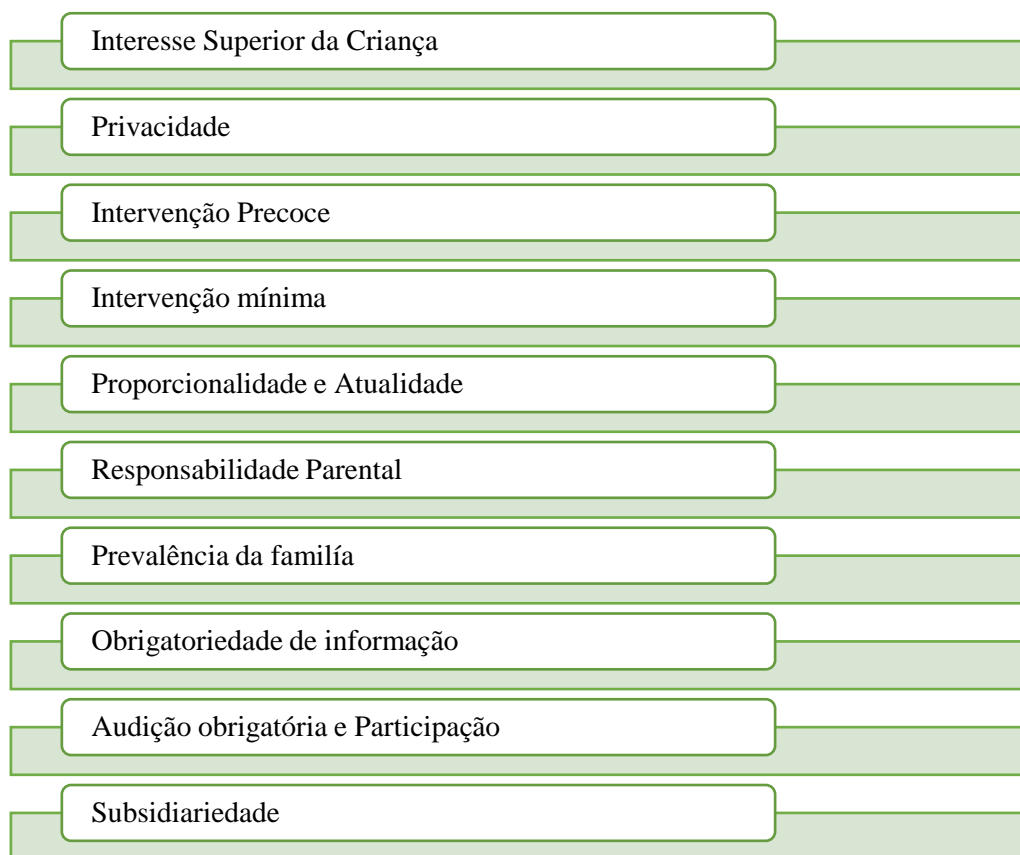 Interesse Superior da Criança
Privacidade
Intervenção Precoce
Intervenção mínima
Proporcionalidade e Atualidade
Responsabilidade Parental
Prevalência da familía
Obrigatoriedade de informação
Audição obrigatória e Participação
Subsidiariedade